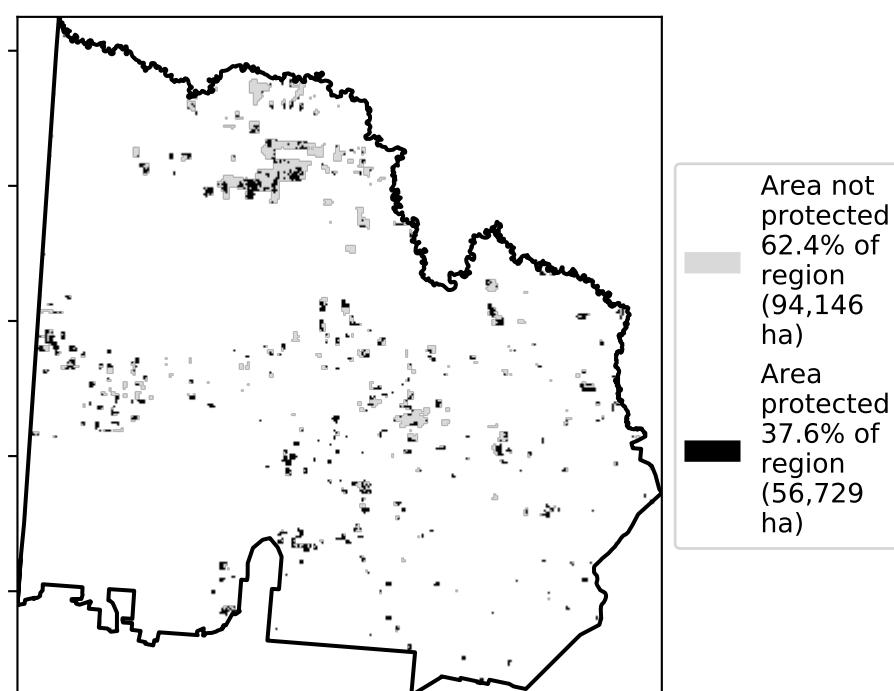 Area not
protected
62.4% of
region
(94,146
ha)
Area
protected
37.6% of
region
(56,729
ha)